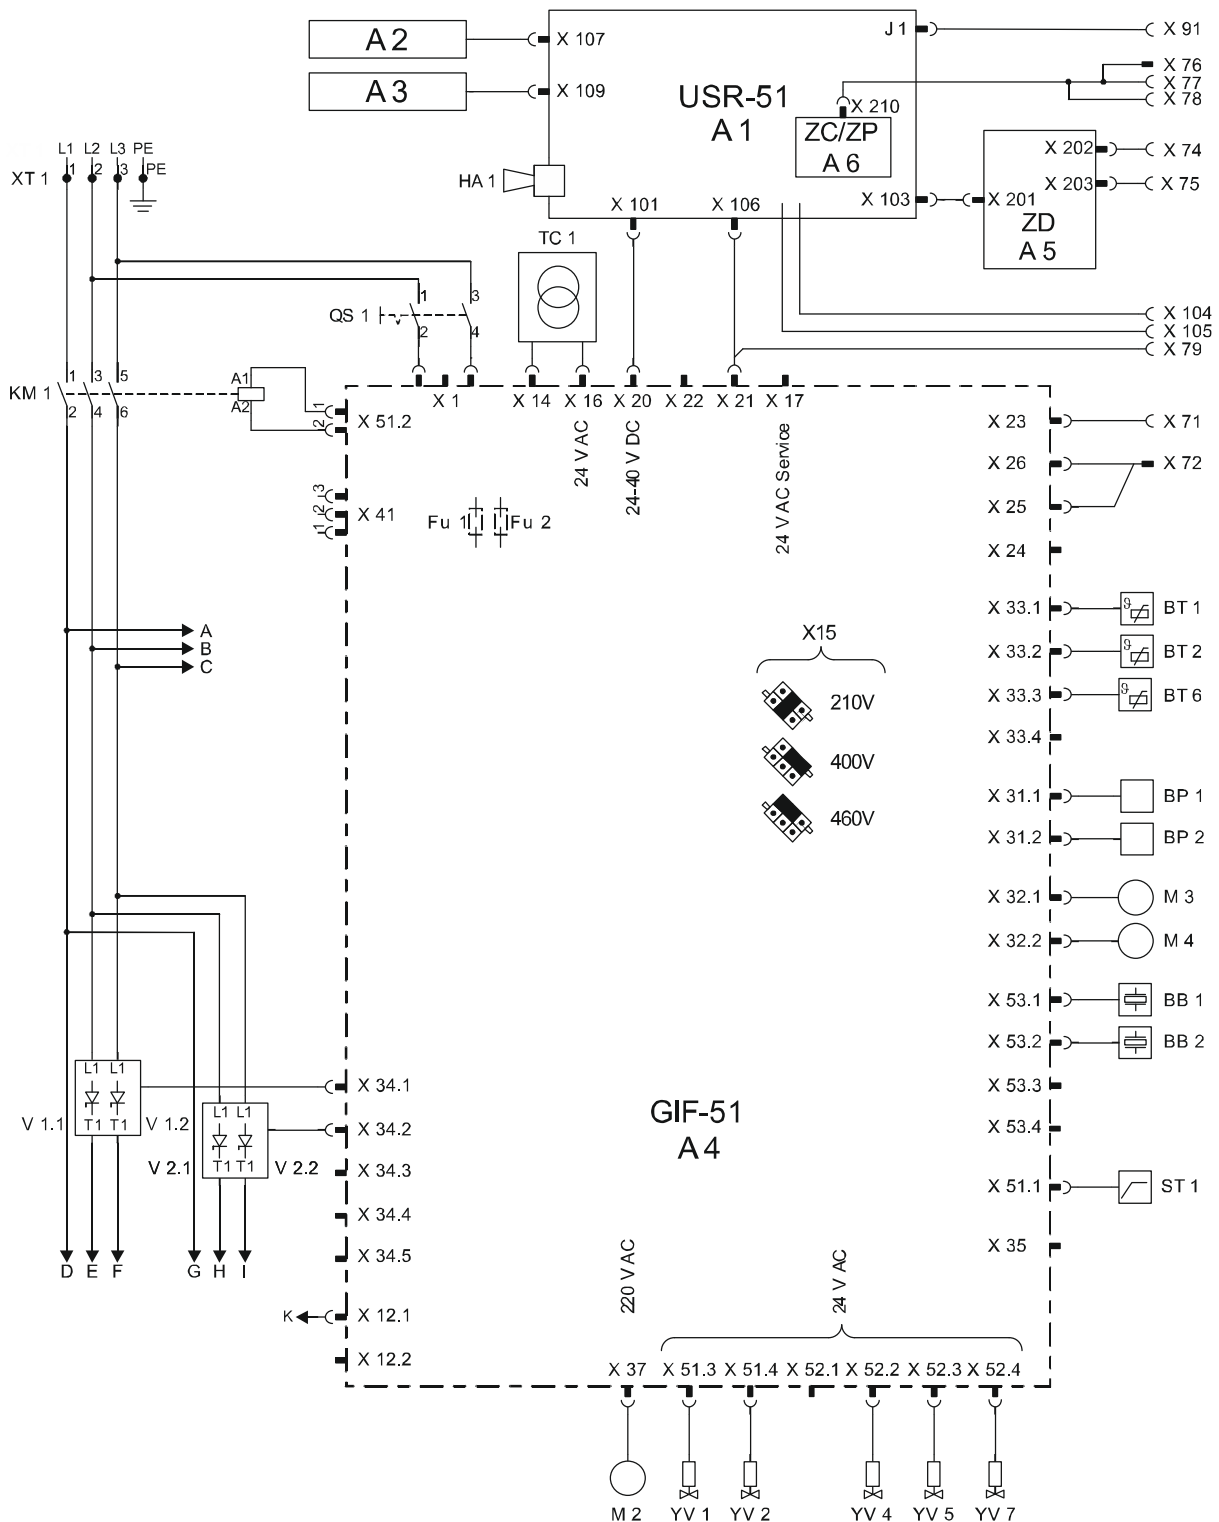 A 2
X 107
J 1
X 91
A 3
X 109
USR-51
A 1
X 76
X 77
X 78
X 210
ZC/ZP
A 6
L1 L2 L3 PE
1 2 3 PE
XT 1
X 202
X 74
X 203
X 75
HA 1
X 103
X 201
ZD
A 5
X 101
X 106
TC 1
1 3
QS 1
2 4
X 104
X 105
X 79
1 3 5
KM 1
2 4 6
A1
A2
1
2
X 51.2
X 1
X 14
X 16
X 20
X 22
X 21
X 17
24 V AC
24-40 V DC
24 V AC Service
X 23
X 71
X 26
X 72
X 25
X 24
3
2
1
X 41
Fu 1
Fu 2
X 33.1
BT 1
X 33.2
BT 2
X 33.3
BT 6
X 33.4
ϑ
ϑ
ϑ
A
B
C
X15
210V
400V
460V
X 31.1
BP 1
X 31.2
BP 2
X 32.1
M 3
X 32.2
M 4
X 53.1
BB 1
X 53.2
BB 2
X 53.3
X 53.4
L1 L1
V 1.1
T1 T1
V 1.2
L1 L1
V 2.1
T1 T1
V 2.2
X 34.1
X 34.2
X 34.3
X 34.4
X 34.5
GIF-51
A 4
X 51.1
ST 1
X 35
D E F G H I
K
X 12.1
X 12.2
220 V AC
24 V AC
X 37
X 51.3
X 51.4
X 52.1
X 52.2
X 52.3
X 52.4
M 2
YV 1
YV 2
YV 4
YV 5
YV 7